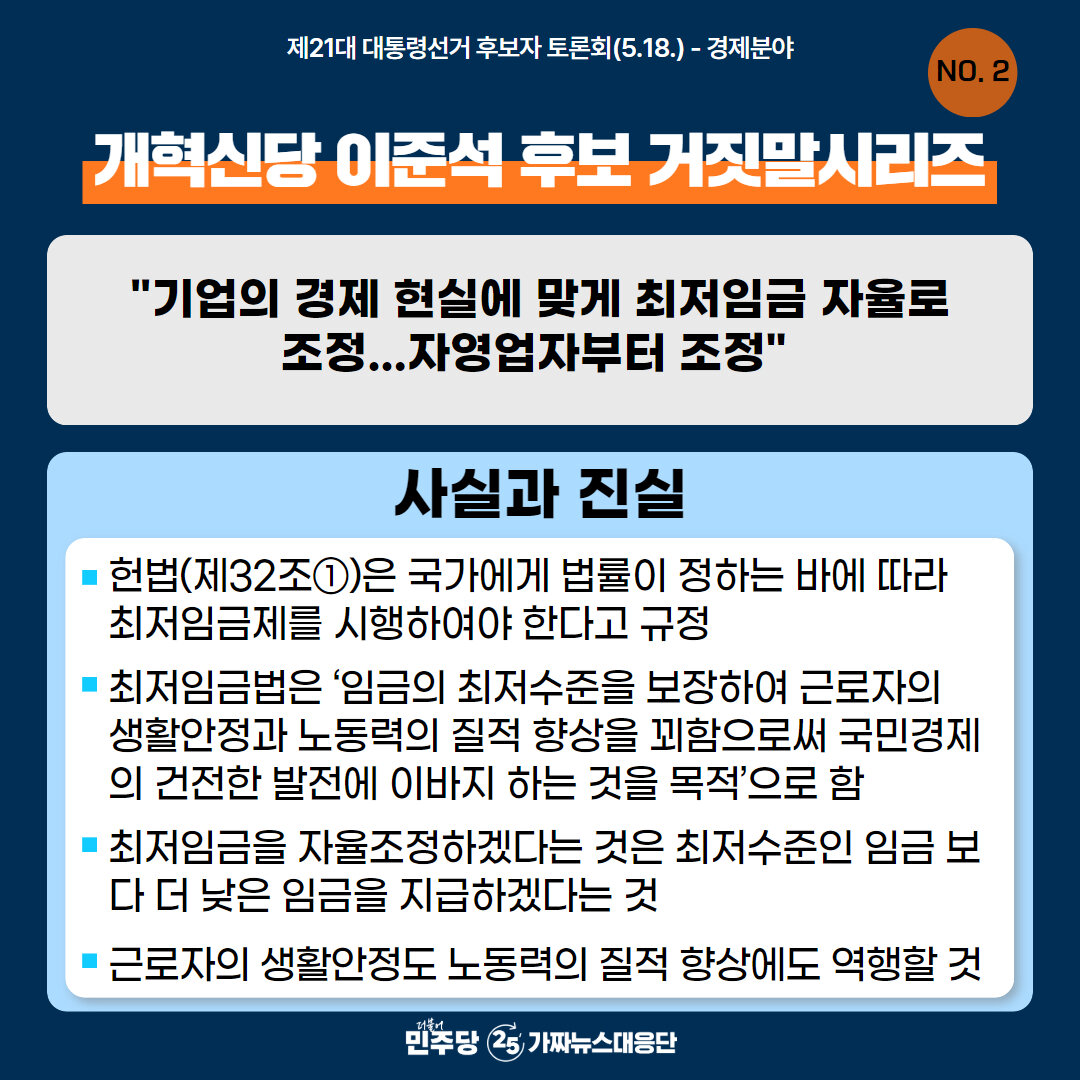 제21대 대통령선거 후보자 토론회(5.18.) - 경제분야
NO. 2
개혁신당 이준석 후보 거짓말시리즈
"기업의 경제 현실에 맞게 최저임금 자율로
조정...자영업자부터 조정"
사실과 진실
헌법(제32조①)은 국가에게 법률이 정하는 바에 따라
최저임금제를 시행하여야 한다고 규정
최저임금법은 ‘임금의 최저수준을 보장하여 근로자의
생활안정과 노동력의 질적 향상을 꾀함으로써 국민경제
의 건전한 발전에 이바지 하는 것을 목적’으로 함
최저임금을 자율조정하겠다는 것은 최저수준인 임금 보
다 더 낮은 임금을 지급하겠다는 것
근로자의 생활안정도 노동력의 질적 향상에도 역행할 것
더불어
민주당 25 가짜뉴스대응단